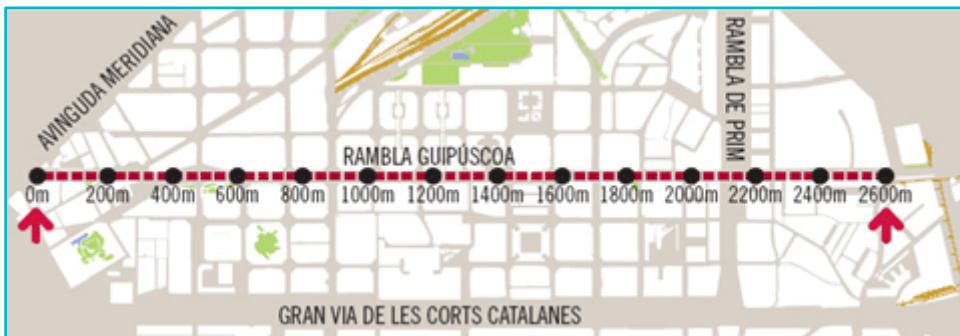 AVINGUDA MERIDIANA
RAMBLA DE PRIM
RAMBLA GUIPÚSCOA
0m 200m 400m 600m 800m 1000m 1200m 1400m 1600m 1800m 2000m 2200m 2400m 2600m
GRAN VIA DE LES CORTS CATALANES